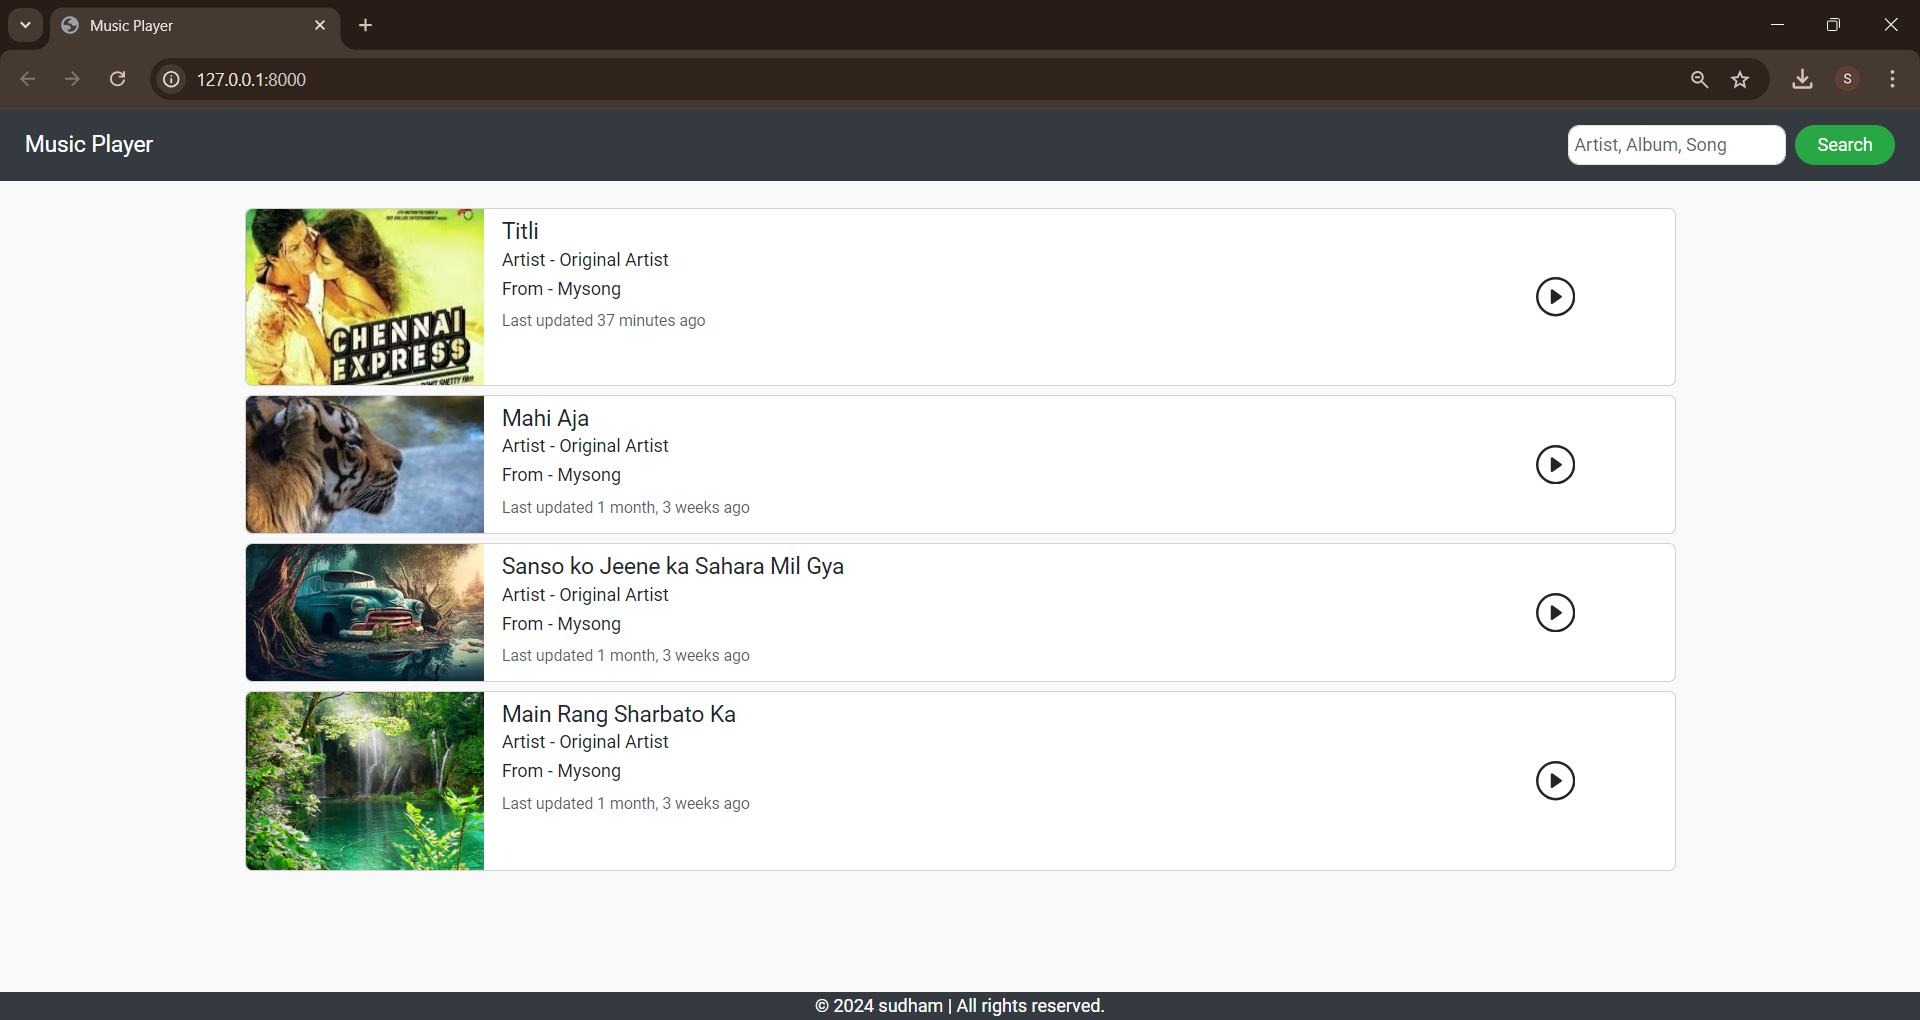 Music Player
127.0.0.1:8000
S
Music Player
Artist, Album, Song
Search
CHENNAI
EXPRESS
Titli
Artist - Original Artist
From - Mysong
Last updated 37 minutes ago
Mahi Aja
Artist - Original Artist
From - Mysong
Last updated 1 month, 3 weeks ago
Sanso ko Jeene ka Sahara Mil Gya
Artist - Original Artist
From - Mysong
Last updated 1 month, 3 weeks ago
Main Rang Sharbato Ka
Artist - Original Artist
From - Mysong
Last updated 1 month, 3 weeks ago
© 2024 sudham | All rights reserved.